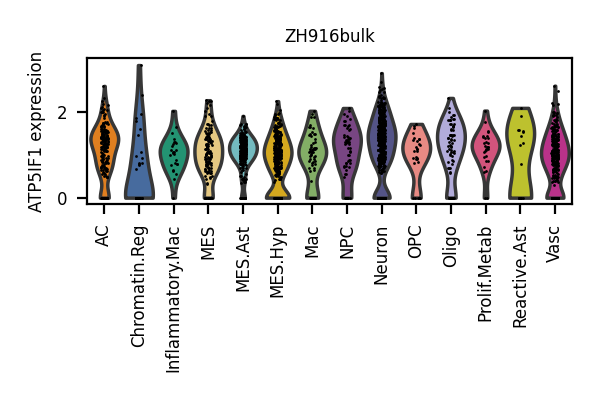 ZH916bulk
ATP5IF1 expression
2
0
AC
Chromatin.Reg
Inflammatory.Mac
MES
MES.Ast
MES.Hyp
Mac
NPC
Neuron
OPC
Oligo
Prolif.Metab
Reactive.Ast
Vasc